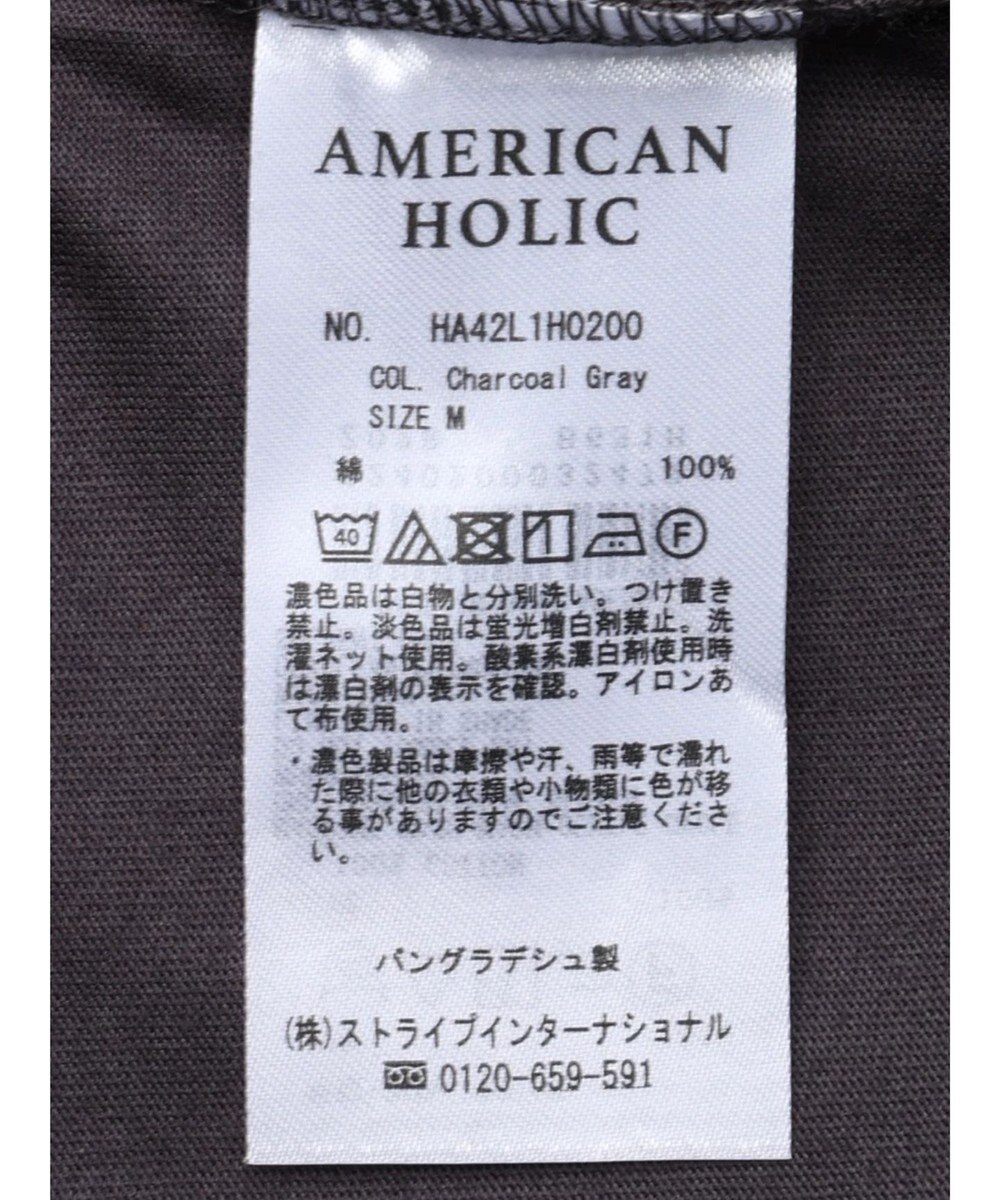 AMERICAN
HOLIC
NO. HA42L1H0200
COL. Charcoal Gray
SIZE M
綿 100%
40 F
濃色品は白物と分別洗い。つけ置き
禁止。淡色品は蛍光増白剤禁止。洗
濯ネット使用。酸素系漂白剤使用時
は漂白剤の表示を確認。アイロンあ
て布使用。
・濃色製品は摩擦や汗、雨等で濡れ
た際に他の衣類や小物類に色が移
る事がありますのでご注意くださ
い。
バングラデシュ製
(株)ストライプインターナショナル
0120-659-591